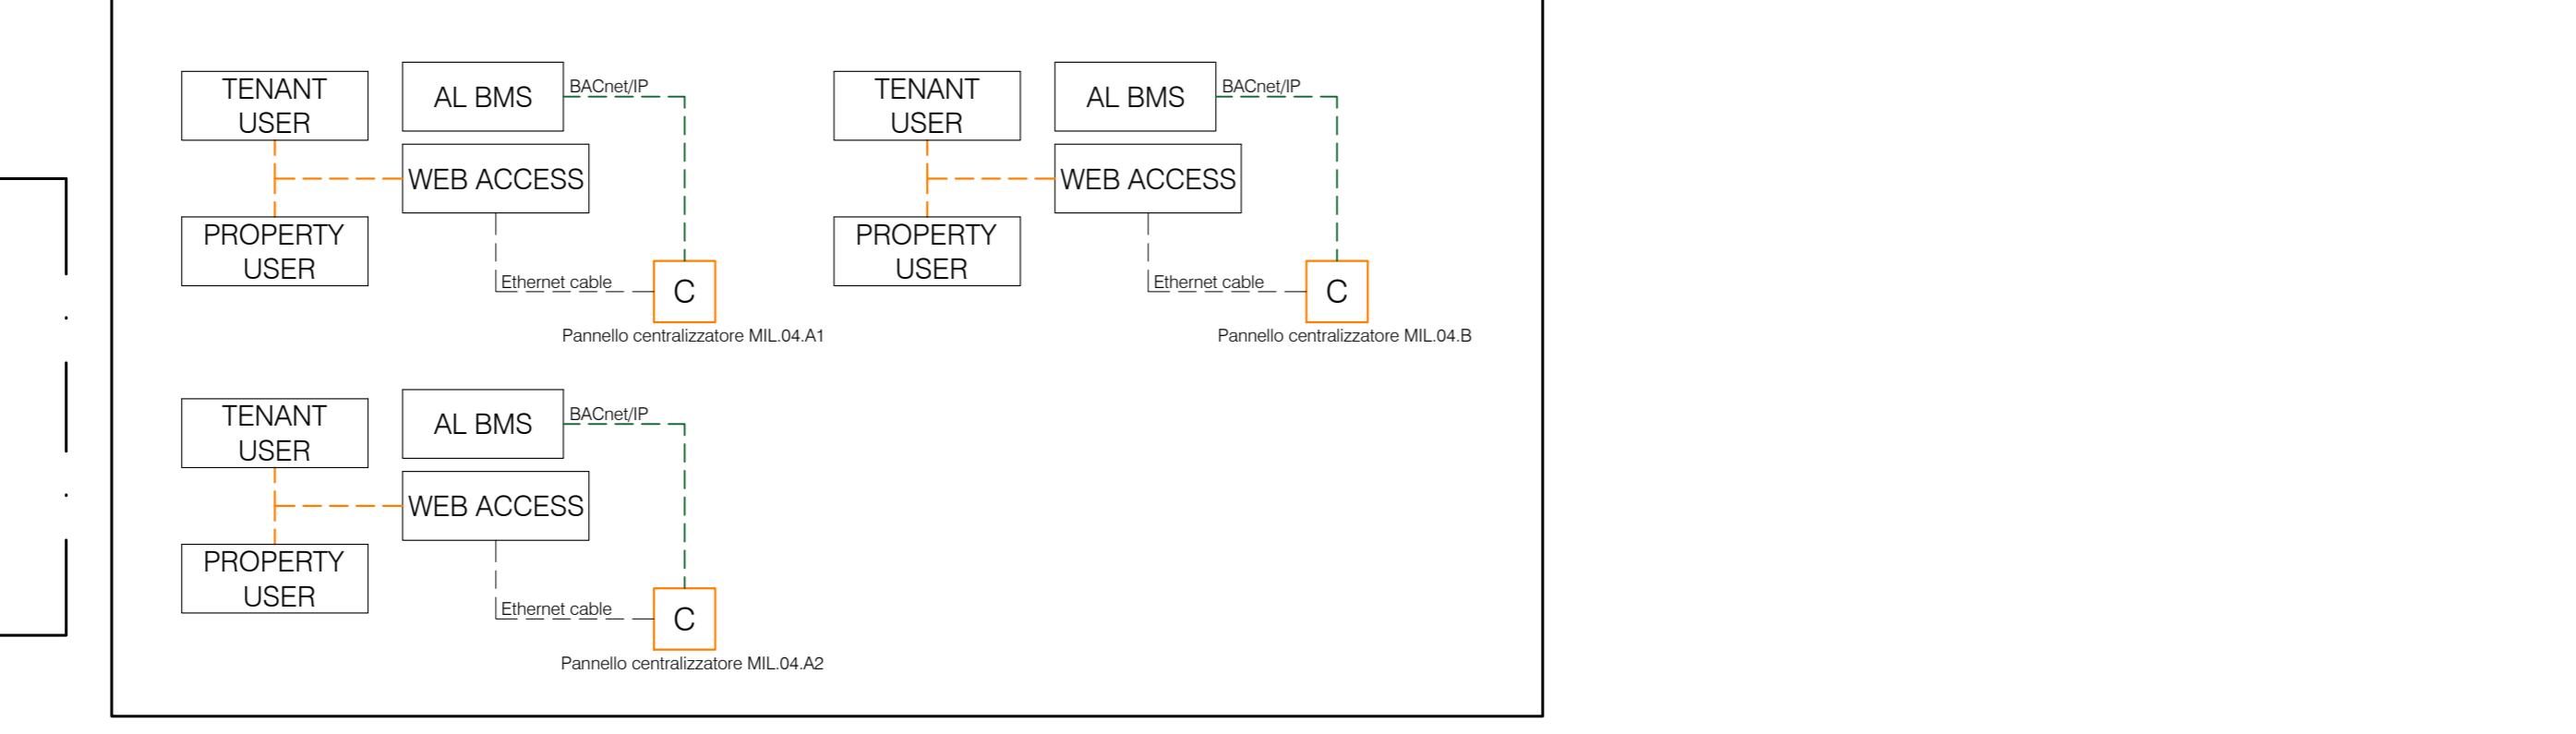 TENANT
USER
AL BMS
BACnet/IP
WEB ACCESS
PROPERTY
USER
Ethernet cable
C
Pannello centralizzatore MIL.04.A1
TENANT
USER
AL BMS
BACnet/IP
WEB ACCESS
PROPERTY
USER
Ethernet cable
C
Pannello centralizzatore MIL.04.B
TENANT
USER
AL BMS
BACnet/IP
WEB ACCESS
PROPERTY
USER
Ethernet cable
C
Pannello centralizzatore MIL.04.A2